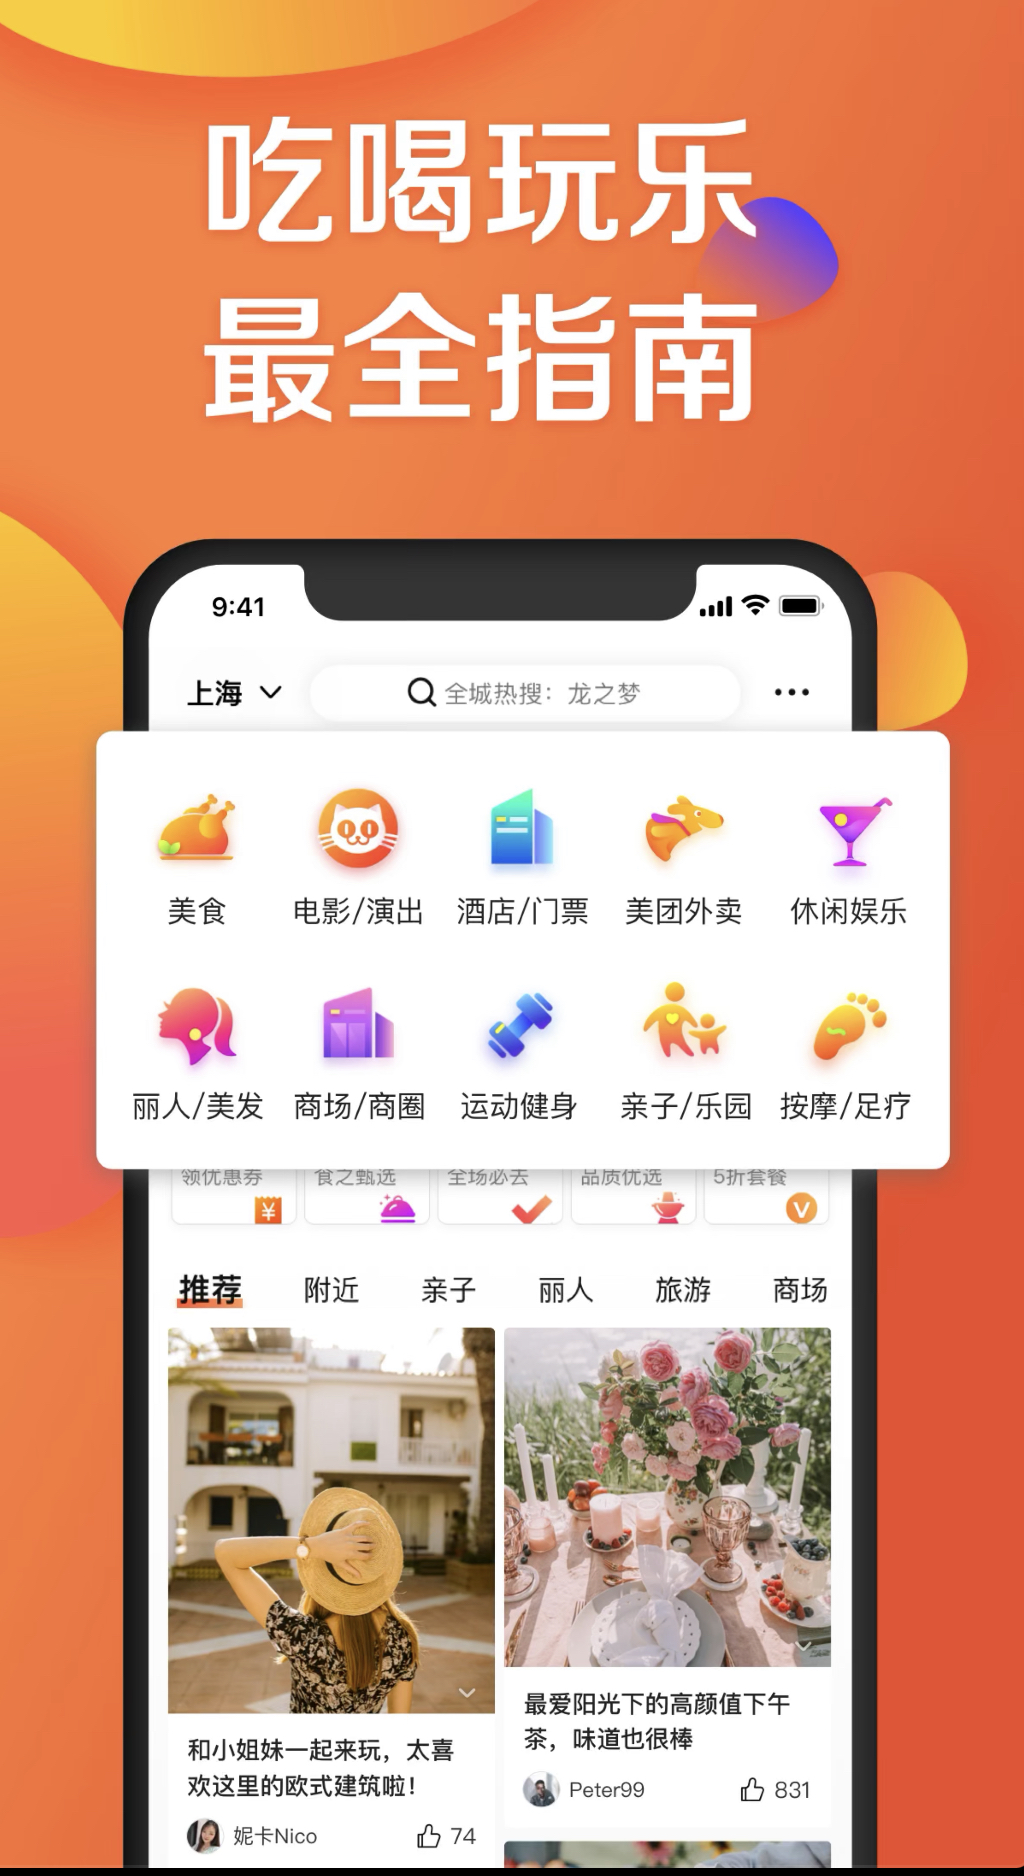 吃喝玩乐
最全指南
9:41
上海 全城热搜：龙之梦
美食 电影/演出 酒店/门票 美团外卖 休闲娱乐
丽人/美发 商场/商圈 运动健身 亲子/乐园 按摩/足疗
领优惠券 食之甄选 全场必去 品质优选 5折套餐
¥ V
推荐 附近 亲子 丽人 旅游 商场
和小姐妹一起来玩，太喜
欢这里的欧式建筑啦！
妮卡Nico 74
最爱阳光下的高颜值下午
茶，味道也很棒
Peter99 831